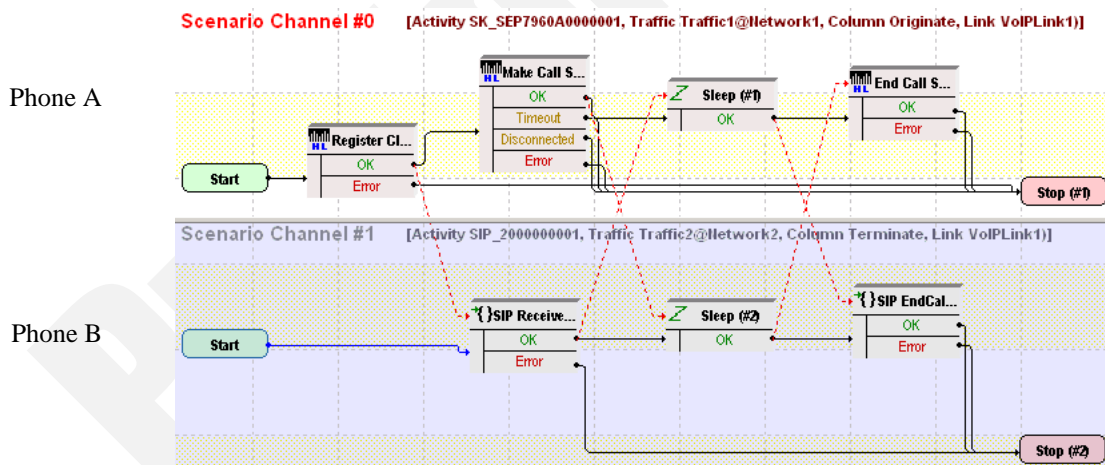 Scenario Channel #0 [Activity SK_SEP7960A0000001, Traffic Traffic1@Network1, Column Originate, Link VoIPLink1)]
Phone A
Start
HL Register Cl...
OK
Error
HL Make Call S...
OK
Timeout
Disconnected
Error
Z Sleep (#1)
OK
HL End Call S...
OK
Error
Stop (#1)
Scenario Channel #1 [Activity SIP_2000000001, Traffic Traffic2@Network2, Column Terminate, Link VoIPLink1)]
Phone B
Start
{}SIP Receive...
OK
Error
Z Sleep (#2)
OK
{}SIP EndCal...
OK
Error
Stop (#2)